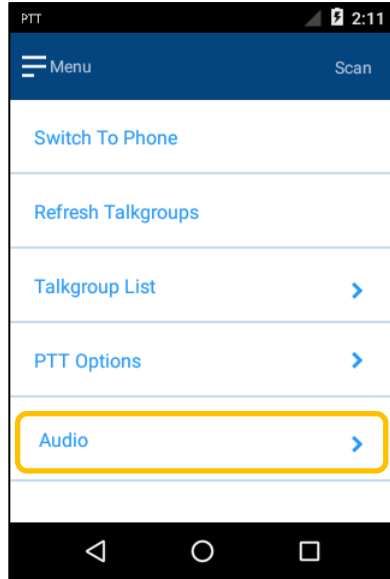 PTT 2:11
Menu Scan
Switch To Phone
Refresh Talkgroups
Talkgroup List
PTT Options
Audio